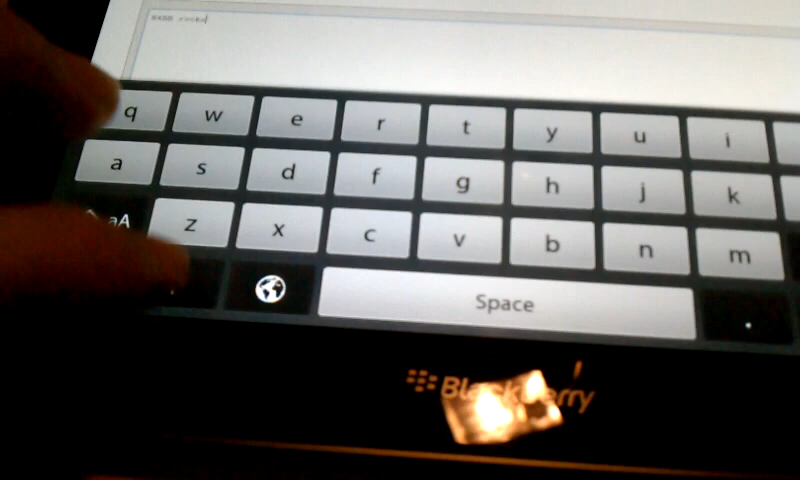 q w e r t y u i
a s d f g h j k
aA z x c v b n m
Space .
BlackBerry